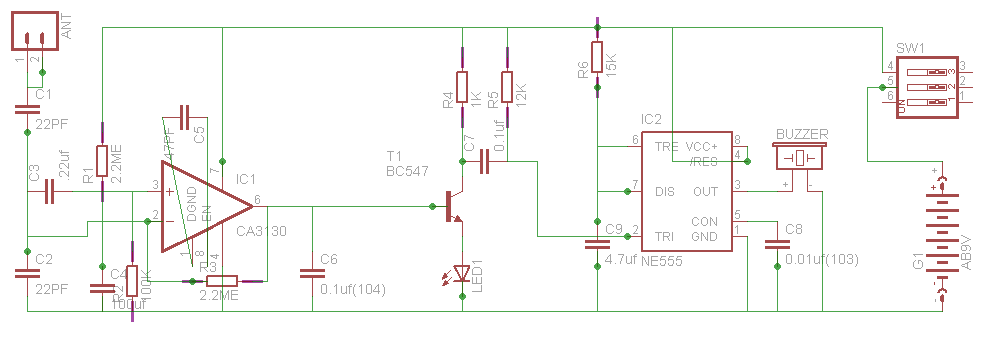 ANT
1
2
C1
22PF
C3
.22uf
C2
22PF
R1
2.2ME
C4
100uf
R2
100K
47PF
C5
IC1
CA3130
3
2
7
6
4
1
8
+
-
DGND
EN
R3
2.2ME
C6
0.1uf(104)
T1
BC547
R4
1K
R5
12K
C7
0.1uf
LED1
R6
15K
C9
4.7uf
IC2
NE555
6
7
2
8
4
3
5
1
TRE
VCC+
/RES
DIS
OUT
CON
TRI
GND
C8
0.01uf(103)
BUZZER
+
-
SW1
4
5
6
3
2
1
3
2
1
ON
G1
AB9V
+
+
-
-